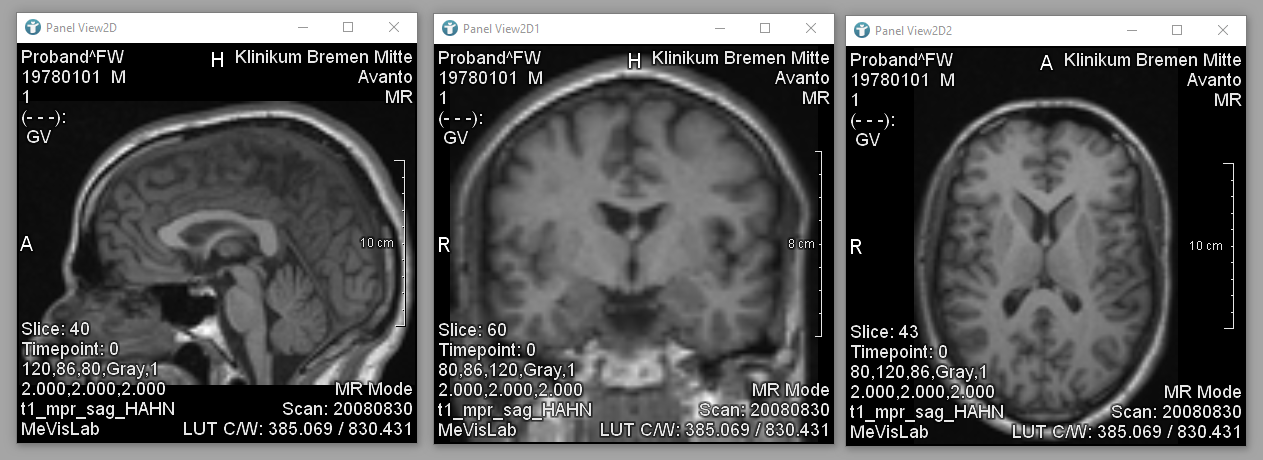 Panel View2D
Proband^FW
H
Klinikum Bremen Mitte
19780101 M
Avanto
1
MR
(- - -):
GV
A
10 cm
Slice: 40
Timepoint: 0
120,86,80,Gray,1
2.000,2.000,2.000
MR Mode
t1_mpr_sag_HAHN
Scan: 20080830
MeVisLab
LUT C/W: 385.069 / 830.431
Panel View2D1
Proband^FW
H
Klinikum Bremen Mitte
19780101 M
Avanto
1
MR
(- - -):
GV
R
8 cm
Slice: 60
Timepoint: 0
80,86,120,Gray,1
2.000,2.000,2.000
MR Mode
t1_mpr_sag_HAHN
Scan: 20080830
MeVisLab
LUT C/W: 385.069 / 830.431
Panel View2D2
Proband^FW
A
Klinikum Bremen Mitte
19780101 M
Avanto
1
MR
(- - -):
GV
R
10 cm
Slice: 43
Timepoint: 0
80,120,86,Gray,1
2.000,2.000,2.000
MR Mode
t1_mpr_sag_HAHN
Scan: 20080830
MeVisLab
LUT C/W: 385.069 / 830.431